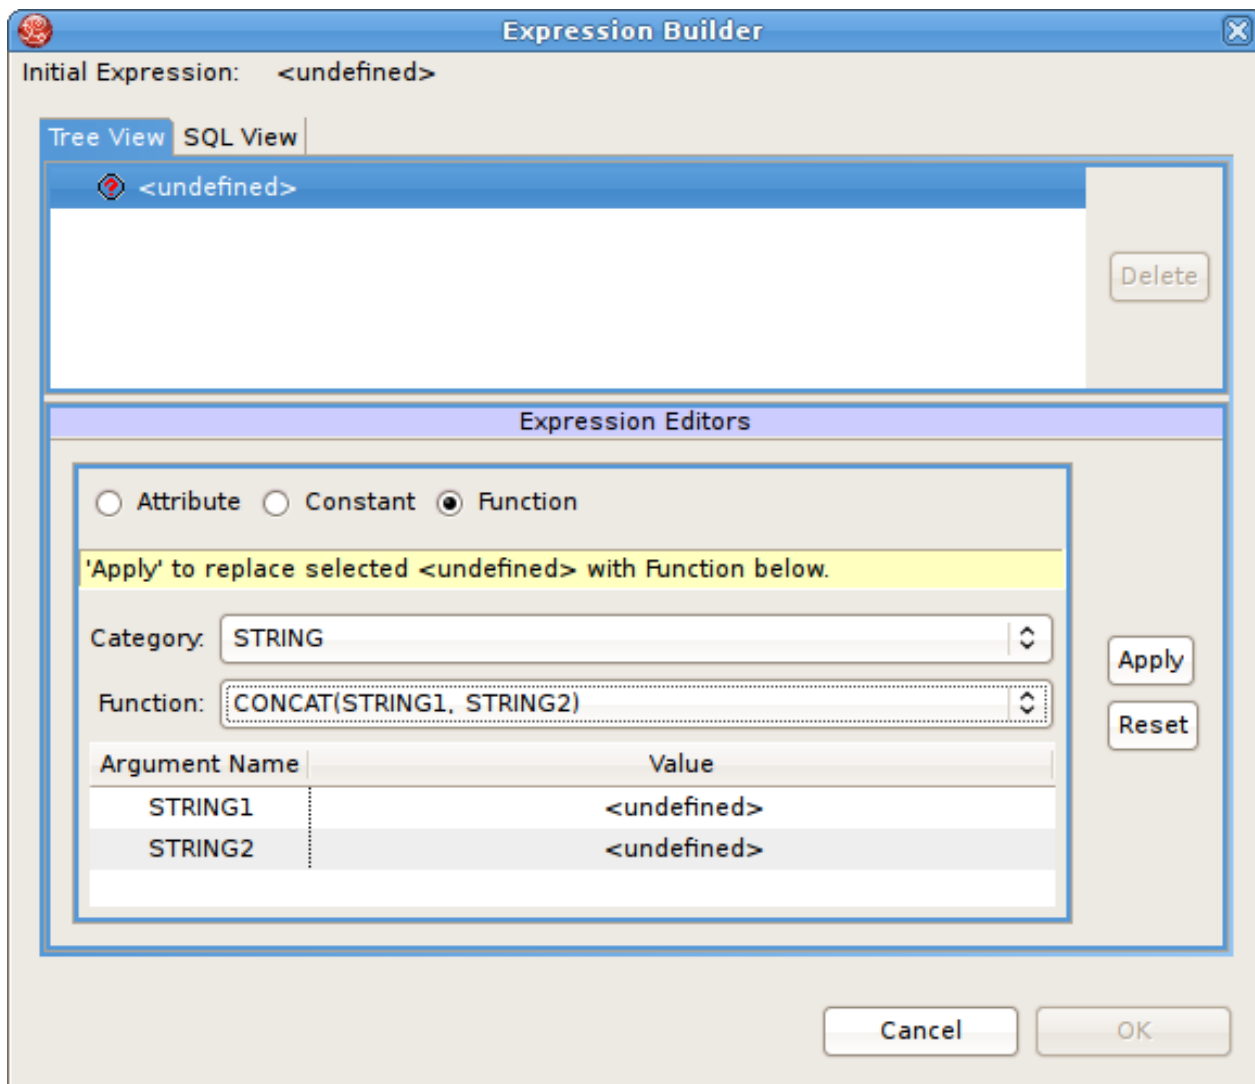 Expression Builder
Initial Expression: <undefined>
Tree View SQL View
<undefined>
Delete
Expression Editors
Attribute Constant Function
'Apply' to replace selected <undefined> with Function below.
Category: STRING
Apply
Function: CONCAT(STRING1, STRING2)
Reset
Argument Name Value
STRING1 <undefined>
STRING2 <undefined>
Cancel OK